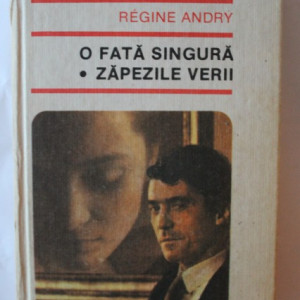 RÉGINE ANDRY
O FATĂ SINGURĂ
• ZĂPEZILE VERII